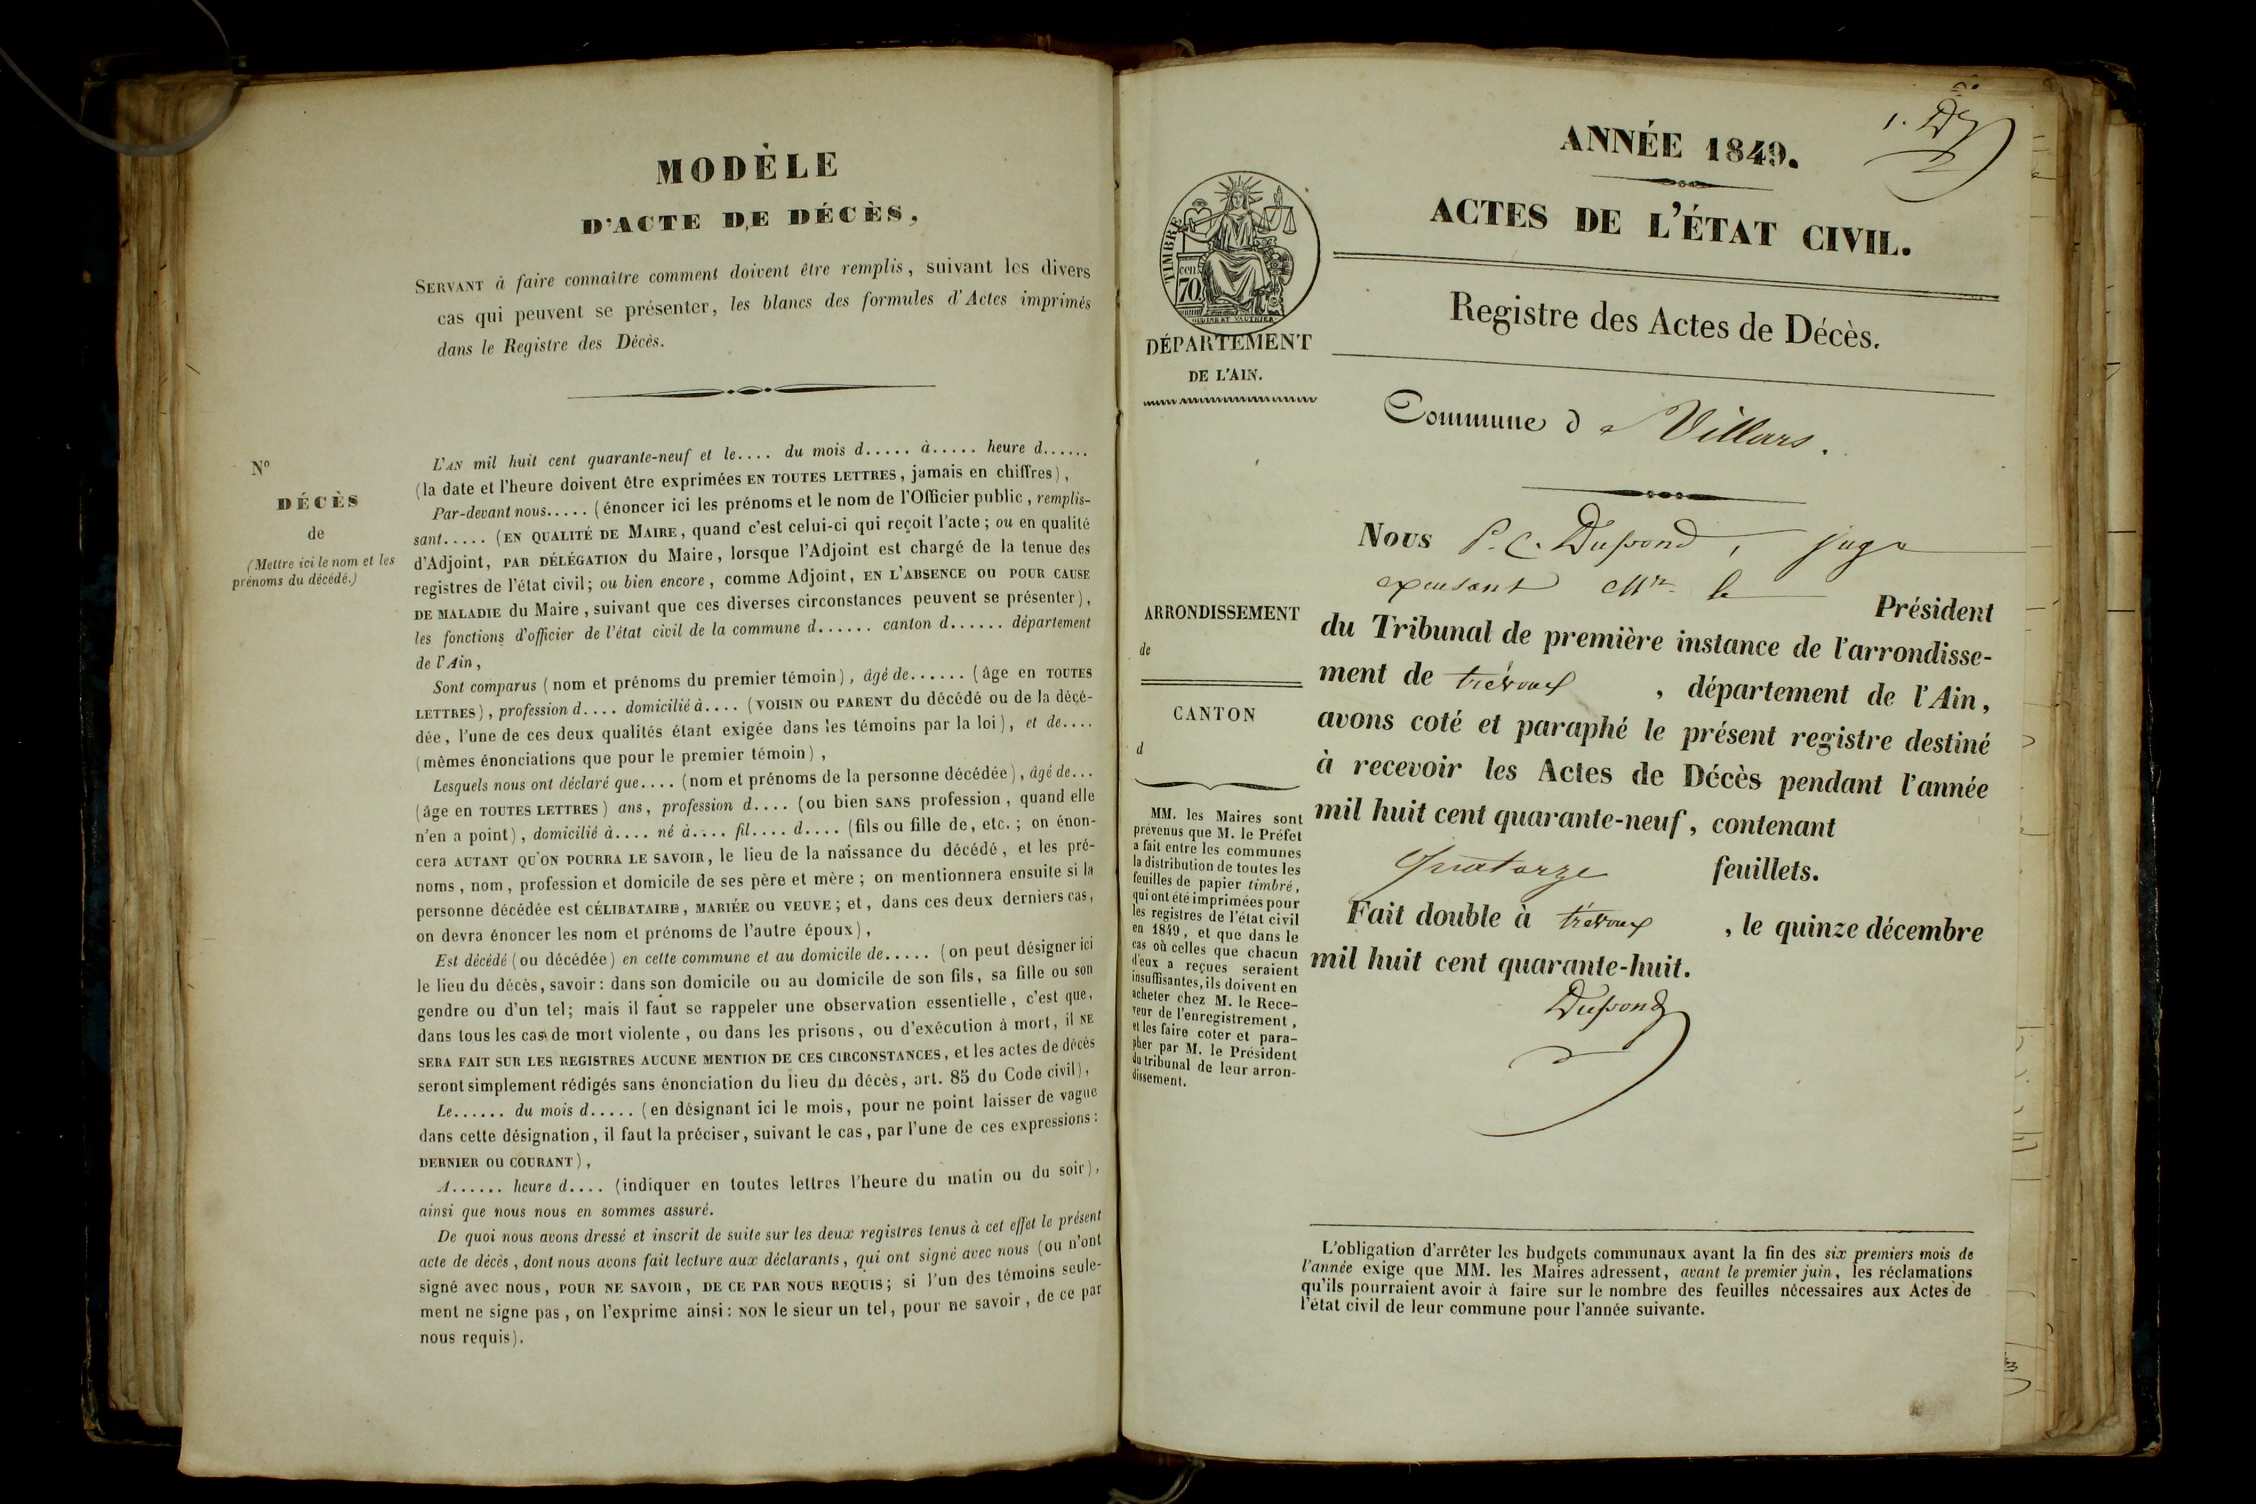 MODÈLE
D'ACTE DE DÉCÈS,
SERVANT à faire connaître comment doivent être remplis, suivant les divers
cas qui peuvent se présenter, les blancs des formules d'Actes imprimés
dans le Registre des Décès.
N°
DÉCÈS
de
(Mettre ici le nom et les
prénoms du décédé.)
L'AN mil huit cent quarante-neuf et le.... du mois d..... à..... heure d......
(la date et l'heure doivent être exprimées EN TOUTES LETTRES, jamais en chiffres),
Par-devant nous..... (énoncer ici les prénoms et le nom de l'Officier public, remplis-
sant..... (EN QUALITÉ DE MAIRE, quand c'est celui-ci qui reçoit l'acte; ou en qualité
d'Adjoint, PAR DÉLÉGATION du Maire, lorsque l'Adjoint est chargé de la tenue des
registres de l'état civil; ou bien encore, comme Adjoint, EN L'ABSENCE OU POUR CAUSE
DE MALADIE du Maire, suivant que ces diverses circonstances peuvent se présenter),
les fonctions d'officier de l'état civil de la commune d...... canton d...... département
de l'Ain,
Sont comparus (nom et prénoms du premier témoin), âgé de...... (âge en TOUTES
LETTRES), profession d.... domicilié à.... (VOISIN OU PARENT du décédé ou de la décé-
dée, l'une de ces deux qualités étant exigée dans les témoins par la loi), et de....
(mêmes énonciations que pour le premier témoin),
Lesquels nous ont déclaré que.... (nom et prénoms de la personne décédée), âgé de...
(âge en TOUTES LETTRES) ans, profession d.... (ou bien SANS profession, quand elle
n'en a point), domicilié à.... né à.... fil.... d.... (fils ou fille de, etc.; on énon-
cera AUTANT QU'ON POURRA LE SAVOIR, le lieu de la naissance du décédé, et les pré-
noms, nom, profession et domicile de ses père et mère; on mentionnera ensuite si la
personne décédée est CÉLIBATAIRE, MARIÉE OU VEUVE; et, dans ces deux derniers cas,
on devra énoncer les nom et prénoms de l'autre époux),
Est décédé (ou décédée) en cette commune et au domicile de..... (on peut désigner ici
le lieu du décès, savoir: dans son domicile ou au domicile de son fils, sa fille ou son
gendre ou d'un tel; mais il faut se rappeler une observation essentielle, c'est que,
dans tous les cas de mort violente, ou dans les prisons, ou d'exécution à mort, il NE
SERA FAIT SUR LES REGISTRES AUCUNE MENTION DE CES CIRCONSTANCES, et les actes de décès
seront simplement rédigés sans énonciation du lieu du décès, art. 85 du Code civil),
Le...... du mois d..... (en désignant ici le mois, pour ne point laisser de vague
dans cette désignation, il faut la préciser, suivant le cas, par l'une de ces expressions:
DERNIER OU COURANT),
A...... heure d.... (indiquer en toutes lettres l'heure du matin ou du soir),
ainsi que nous nous en sommes assuré.
De quoi nous avons dressé et inscrit de suite sur les deux registres tenus à cet effet le présent
acte de décès, dont nous avons fait lecture aux déclarants, qui ont signé avec nous (ou n'ont
signé avec nous, POUR NE SAVOIR, DE CE PAR NOUS REQUIS; si l'un des témoins seule-
ment ne signe pas, on l'exprime ainsi: NON le sieur un tel, pour ne savoir, de ce par
nous requis).
ANNÉE 1849.
ACTES DE L'ÉTAT CIVIL.
TIMBRE
cen.
70
DÉPARTEMENT
DE L'AIN.
Registre des Actes de Décès.
Commune de Villars.
Nous P. C. Dupond, juge
Mr. le Président
du Tribunal de première instance de l'arrondisse-
ment de trévoux, département de l'Ain,
avons coté et paraphé le présent registre destiné
à recevoir les Actes de Décès pendant l'année
mil huit cent quarante-neuf, contenant
quatorze feuillets.
Fait double à trévoux, le quinze décembre
mil huit cent quarante-huit.
Dupond
ARRONDISSEMENT
de
CANTON
d
MM. les Maires sont
prévenus que M. le Préfet
a fait entre les communes
la distribution de toutes les
feuilles de papier timbré,
qui ont été imprimées pour
les registres de l'état civil
en 1849, et que dans le
cas où celles que chacun
d'eux a reçues seraient
insuffisantes, ils doivent en
acheter chez M. le Rece-
veur de l'enregistrement,
et les faire coter et para-
pher par M. le Président
du tribunal de leur arron-
dissement.
L'obligation d'arrêter les budgets communaux avant la fin des six premiers mois de
l'année exige que MM. les Maires adressent, avant le premier juin, les réclamations
qu'ils pourraient avoir à faire sur le nombre des feuilles nécessaires aux Actes de
l'état civil de leur commune pour l'année suivante.